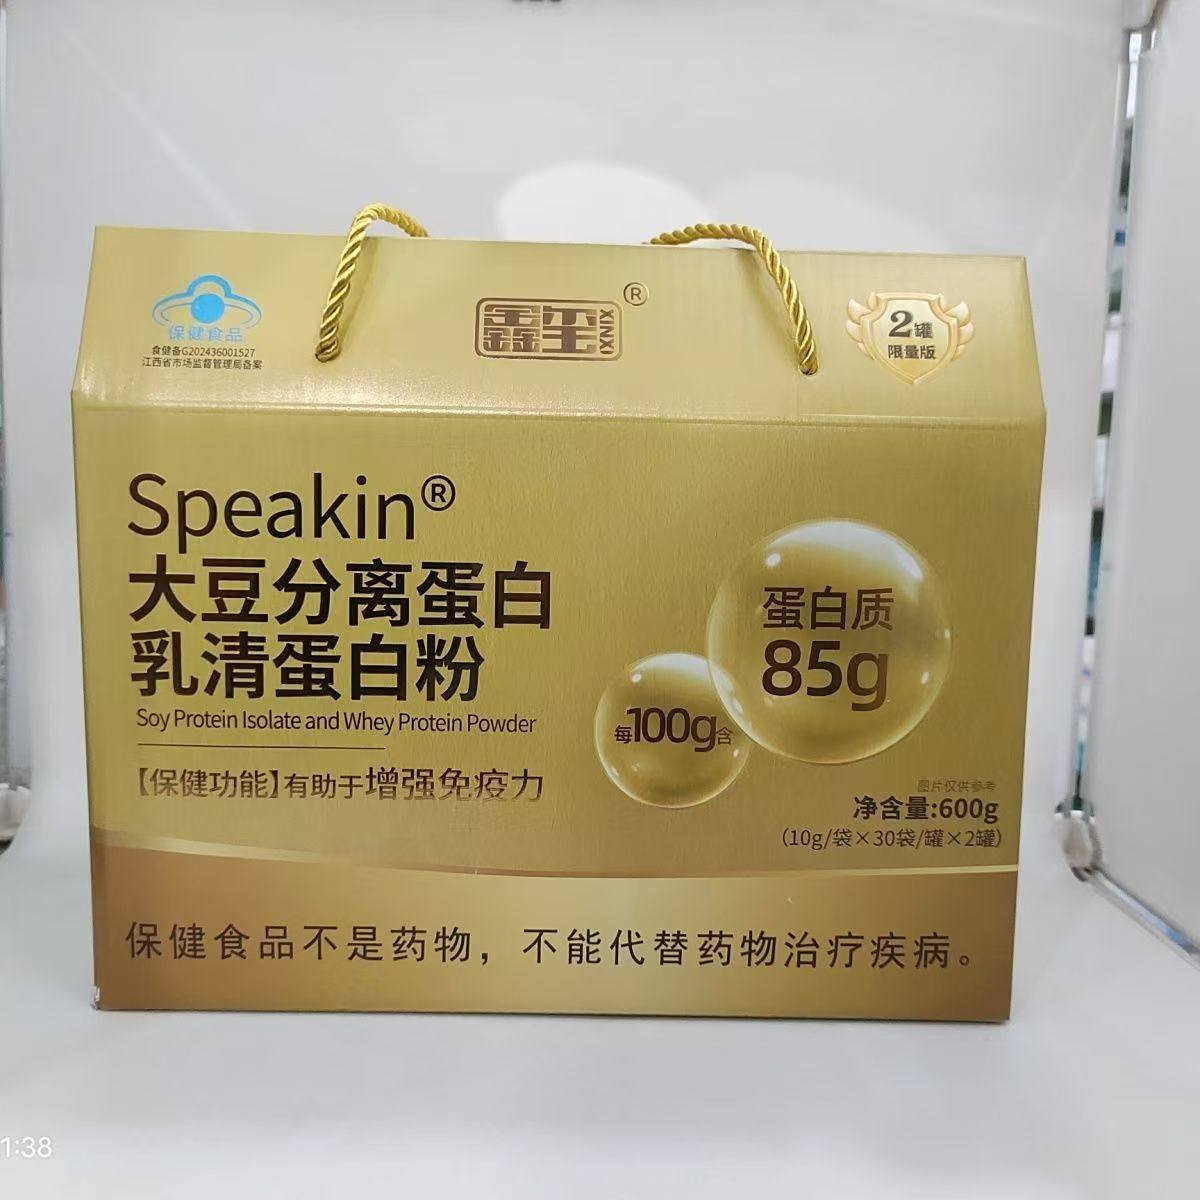 保健食品
食健备G202436001527
江西省市场监督管理局备案
鑫玺
XINXI
®
2罐
限量版
Speakin®
大豆分离蛋白
乳清蛋白粉
Soy Protein Isolate and Whey Protein Powder
【保健功能】有助于增强免疫力
蛋白质
85g
每100g含
图片仅供参考
净含量:600g
(10g/袋×30袋/罐×2罐)
保健食品不是药物，不能代替药物治疗疾病。
1:38